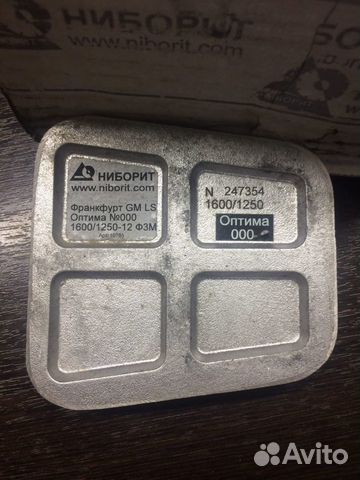 НИБОРИТ
www.niborit.com
НИБОРИТ
НИБОРИТ
www.niborit.com
Франкфурт GM LS
Оптима №000
1600/1250-12 ФЗМ
N 247354
1600/1250
Оптима
000
Avito